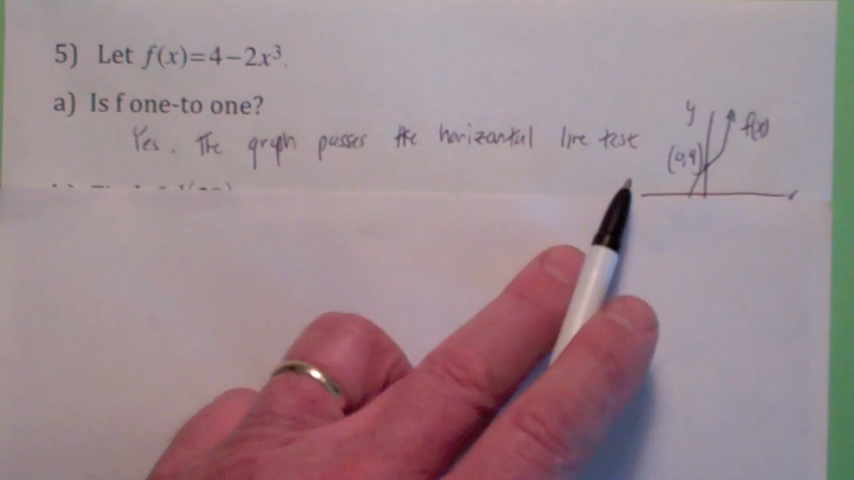 5) Let f(x)=4−2x³.
a) Is f one-to one?
Yes. The graph passes the horizontal line test
y
f(x)
(0,4)